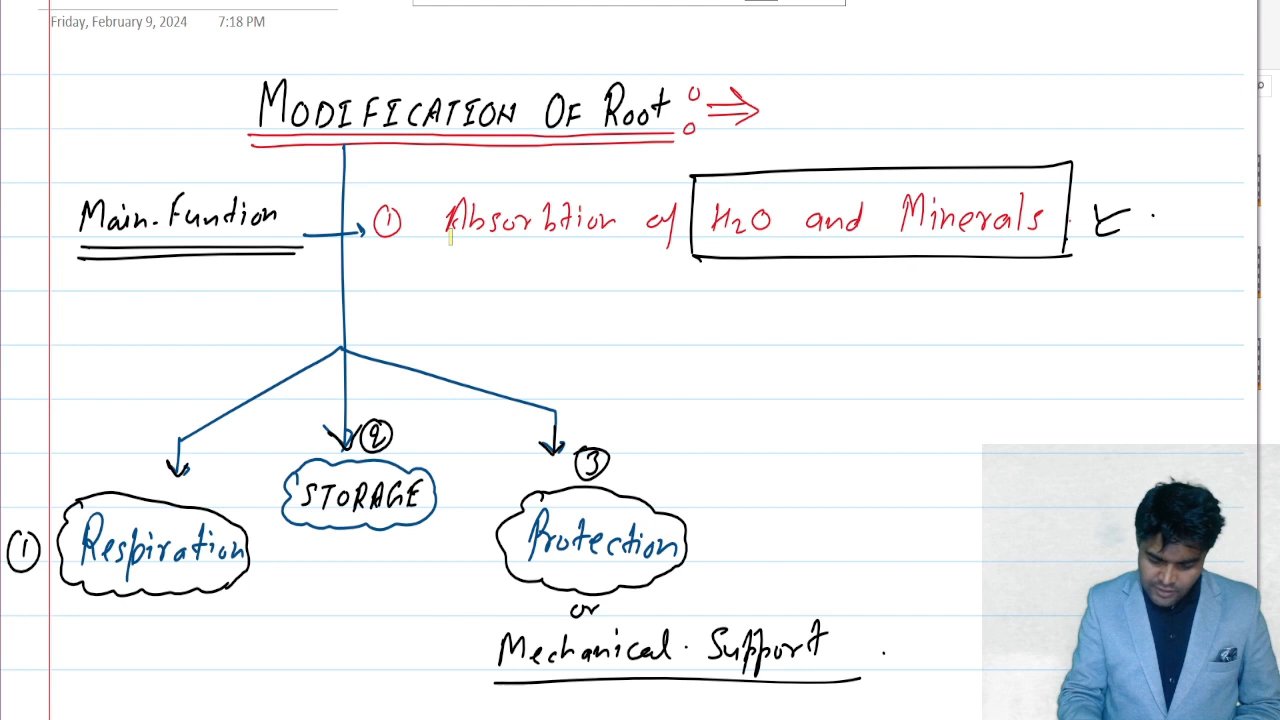 Friday, February 9, 2024 7:18 PM
MODIFICATION OF Root : ⇒
Main. Function → ① Absorbtion of H2O and Minerals.
② STORAGE
③
① Respiration
Protection
or
Mechanical. Support.